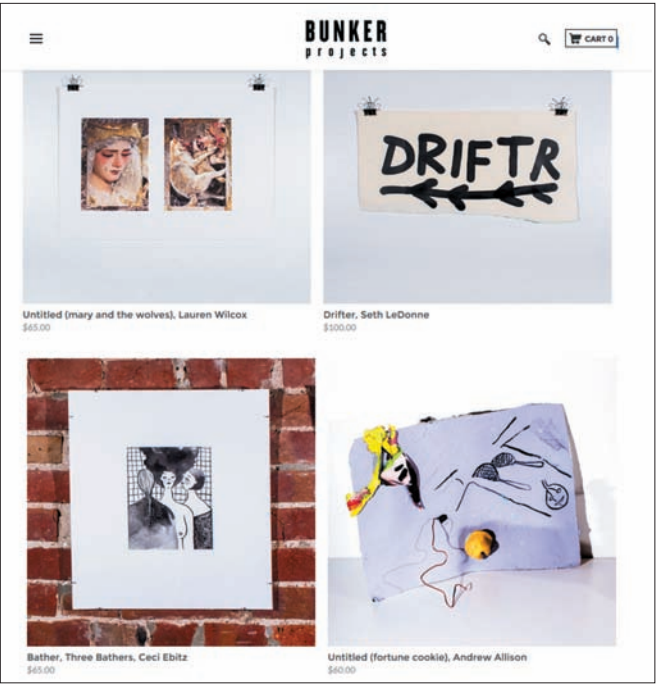 BUNKER
projects
CART 0
DRIFTR
Untitled (mary and the wolves), Lauren Wilcox
$65.00
Drifter, Seth LeDonne
$100.00
Bather, Three Bathers, Ceci Ebitz
$65.00
Untitled (fortune cookie), Andrew Allison
$60.00